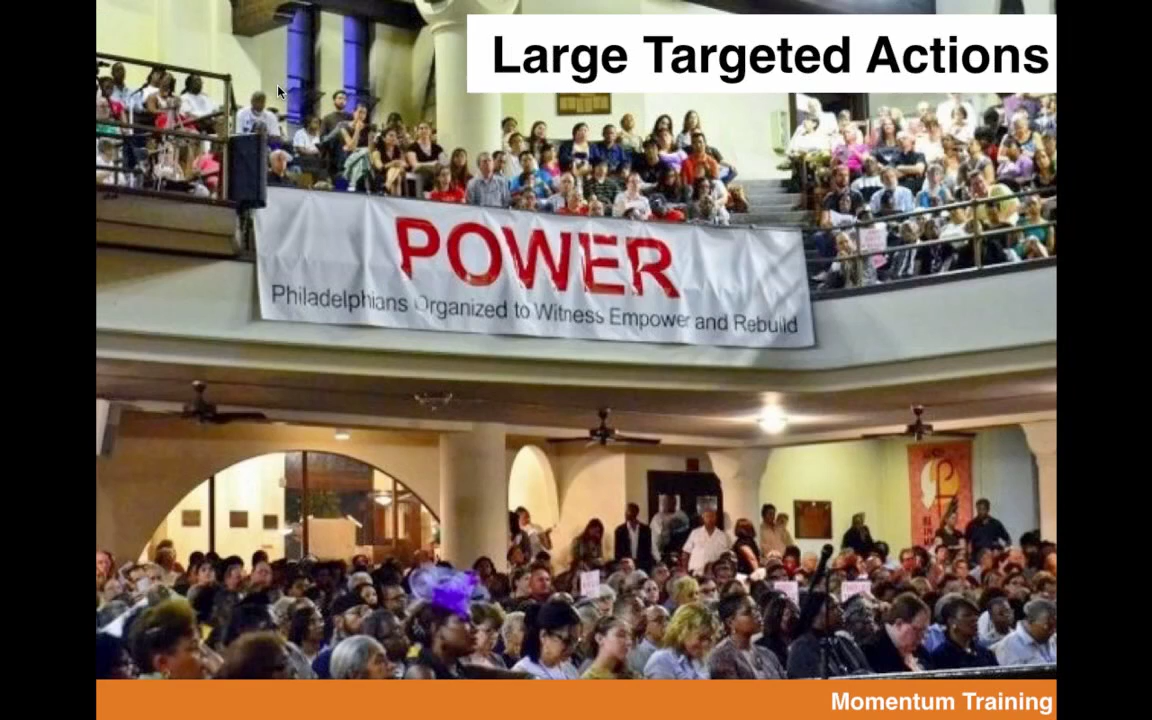 Large Targeted Actions
POWER
Philadelphians Organized to Witness Empower and Rebuild
Momentum Training